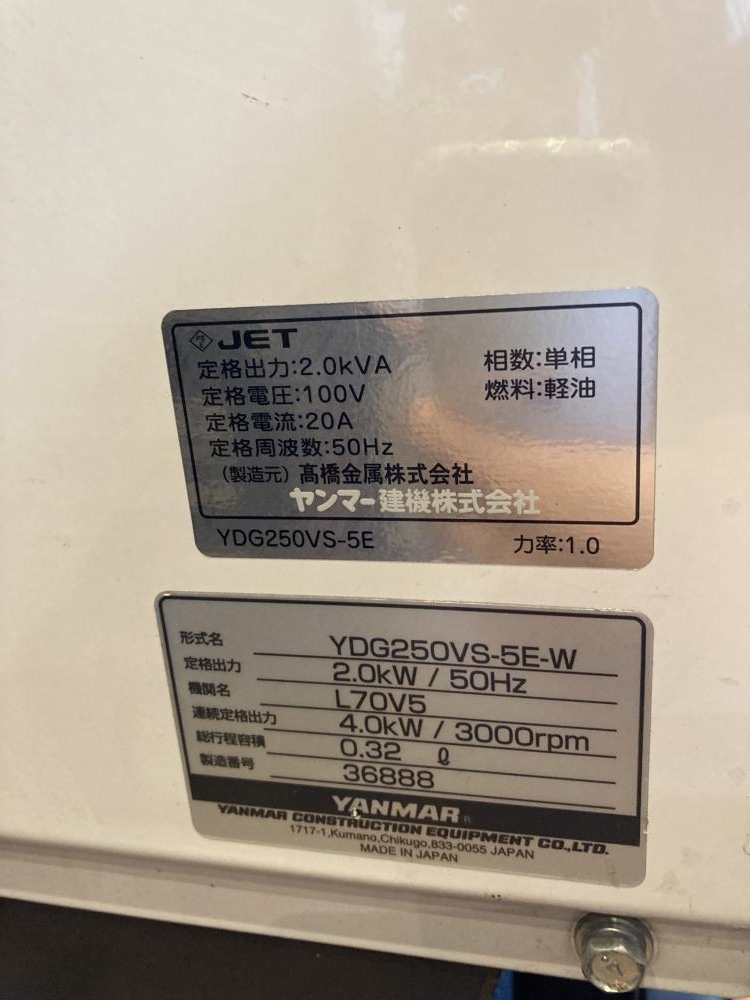 PS E JET
定格出力:2.0kVA 相数:単相
定格電圧:100V 燃料:軽油
定格電流:20A
定格周波数:50Hz
(製造元) 髙橋金属株式会社
ヤンマー建機株式会社
YDG250VS-5E 力率:1.0
形式名 YDG250VS-5E-W
定格出力 2.0kW / 50Hz
機関名 L70V5
連続定格出力 4.0kW / 3000rpm
総行程容積 0.32 ℓ
製造番号 36888
YANMAR®
YANMAR CONSTRUCTION EQUIPMENT CO.,LTD.
1717-1,Kumano,Chikugo,833-0055 JAPAN
MADE IN JAPAN